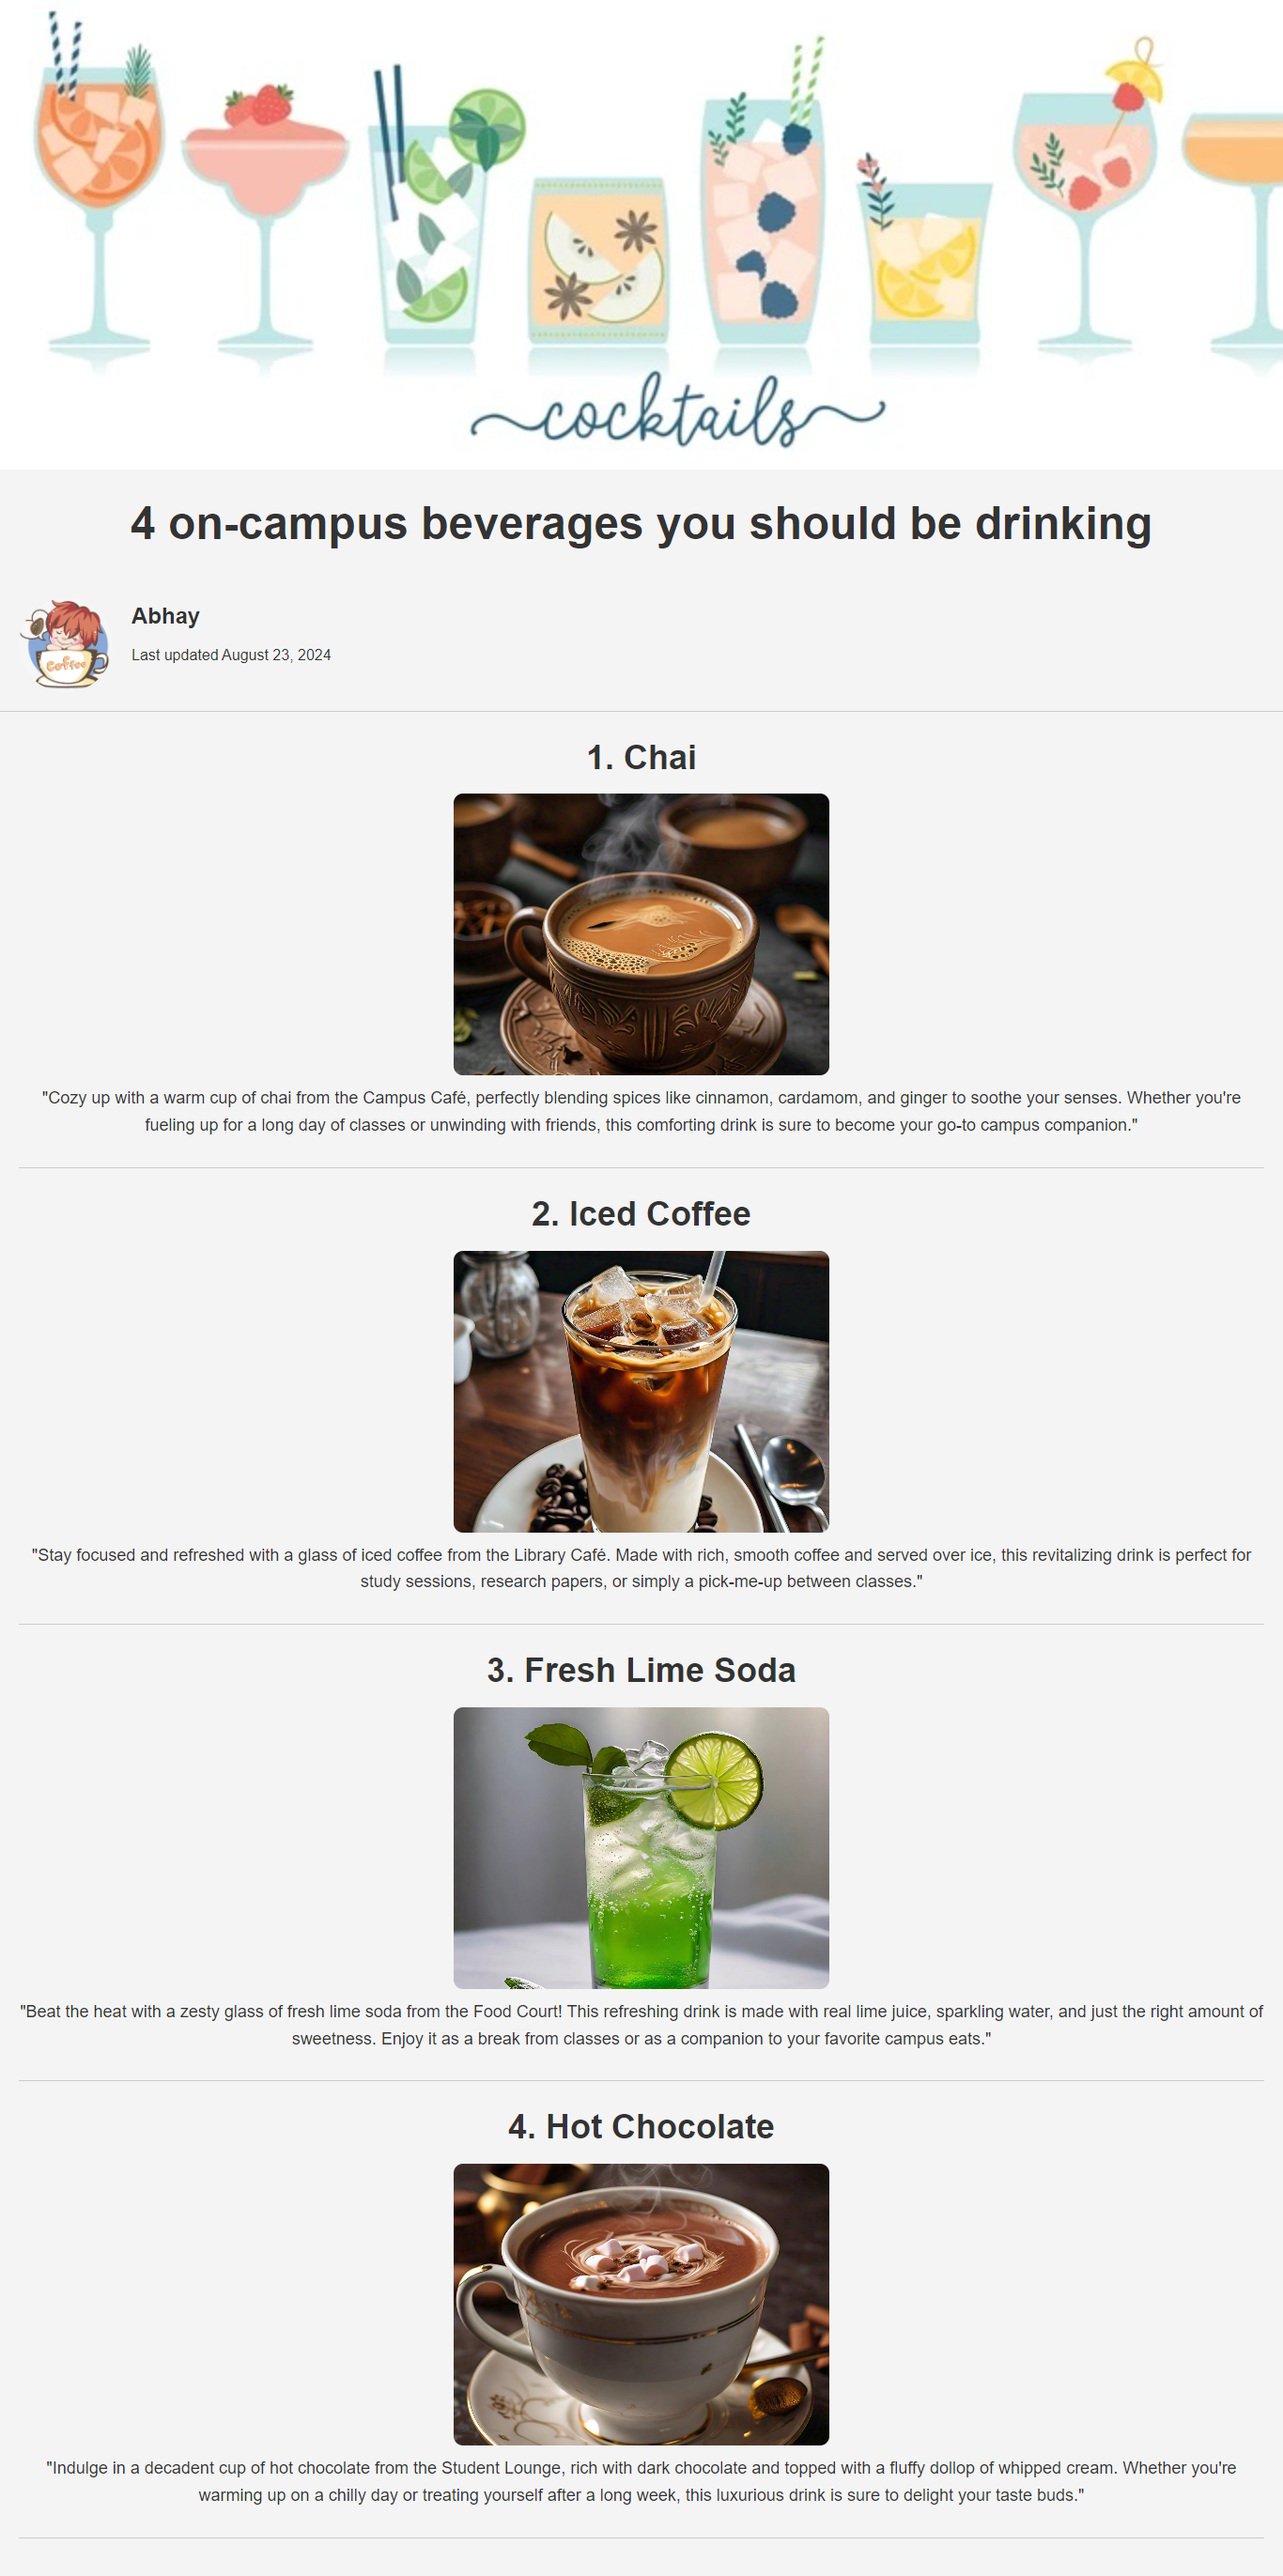 cocktails
4 on-campus beverages you should be drinking
Coffee
Abhay
Last updated August 23, 2024
1. Chai
"Cozy up with a warm cup of chai from the Campus Café, perfectly blending spices like cinnamon, cardamom, and ginger to soothe your senses. Whether you're
fueling up for a long day of classes or unwinding with friends, this comforting drink is sure to become your go-to campus companion."
2. Iced Coffee
"Stay focused and refreshed with a glass of iced coffee from the Library Café. Made with rich, smooth coffee and served over ice, this revitalizing drink is perfect for
study sessions, research papers, or simply a pick-me-up between classes."
3. Fresh Lime Soda
"Beat the heat with a zesty glass of fresh lime soda from the Food Court! This refreshing drink is made with real lime juice, sparkling water, and just the right amount of
sweetness. Enjoy it as a break from classes or as a companion to your favorite campus eats."
4. Hot Chocolate
"Indulge in a decadent cup of hot chocolate from the Student Lounge, rich with dark chocolate and topped with a fluffy dollop of whipped cream. Whether you're
warming up on a chilly day or treating yourself after a long week, this luxurious drink is sure to delight your taste buds."